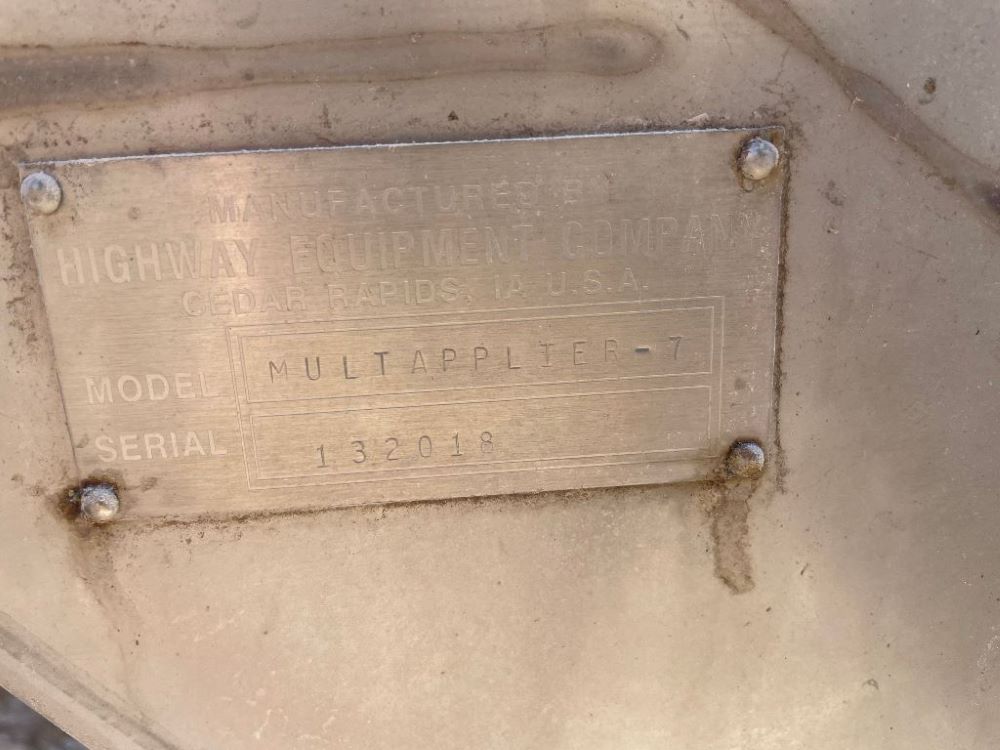 MANUFACTURED BY
HIGHWAY EQUIPMENT COMPANY
CEDAR RAPIDS, IA U.S.A.
MODEL MULTAPPLIER-7
SERIAL 132018